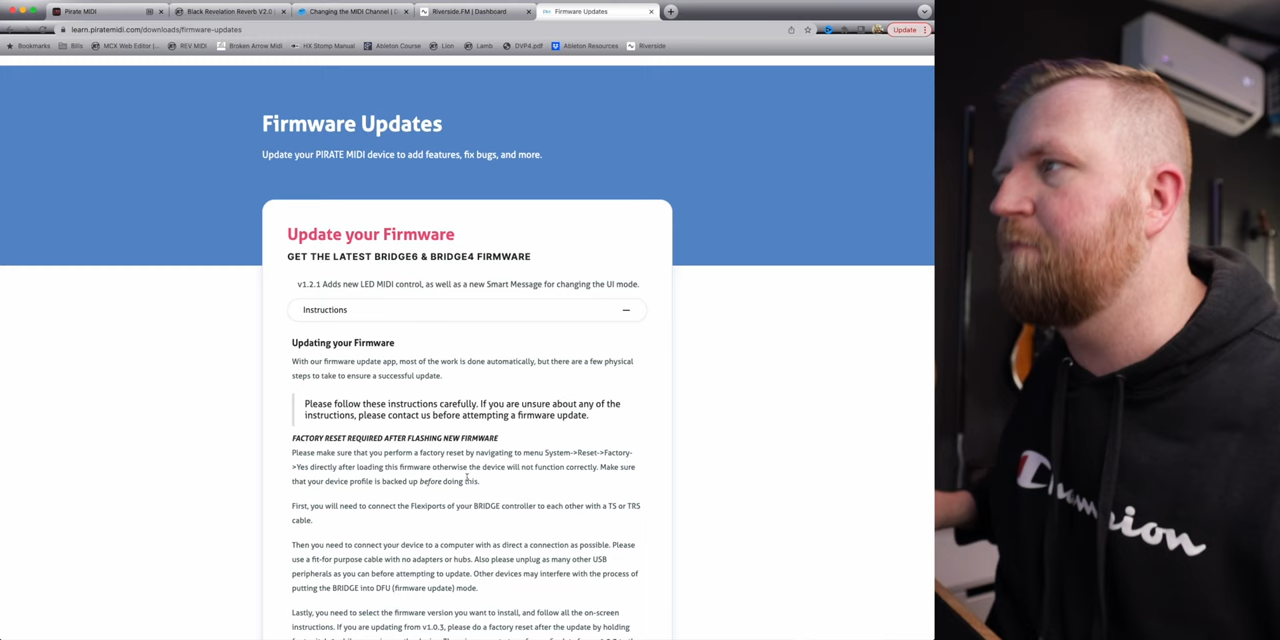 Pirate MIDI
Black Revelation Reverb V2.0
Changing the MIDI Channel | D
Riverside.FM | Dashboard
Firmware Updates
learn.piratemidi.com/downloads/firmware-updates
Update
Bookmarks
Bills
MCX Web Editor (...
REV MIDI
Broken Arrow Midi
HX Stomp Manual
Ableton Course
Lion
Lamb
DVP4.pdf
Ableton Resources
Riverside
Firmware Updates
Update your PIRATE MIDI device to add features, fix bugs, and more.
Update your Firmware
GET THE LATEST BRIDGE6 & BRIDGE4 FIRMWARE
v1.2.1 Adds new LED MIDI control, as well as a new Smart Message for changing the UI mode.
Instructions
Updating your Firmware
With our firmware update app, most of the work is done automatically, but there are a few physical
steps to take to ensure a successful update.
Please follow these instructions carefully. If you are unsure about any of the
instructions, please contact us before attempting a firmware update.
FACTORY RESET REQUIRED AFTER FLASHING NEW FIRMWARE
Please make sure that you perform a factory reset by navigating to menu System->Reset->Factory-
>Yes directly after loading this firmware otherwise the device will not function correctly. Make sure
that your device profile is backed up before doing this.
First, you will need to connect the Flexiports of your BRIDGE controller to each other with a TS or TRS
cable.
Then you need to connect your device to a computer with as direct a connection as possible. Please
use a fit-for purpose cable with no adapters or hubs. Also please unplug as many other USB
peripherals as you can before attempting to update. Other devices may interfere with the process of
putting the BRIDGE into DFU (firmware update) mode.
Lastly, you need to select the firmware version you want to install, and follow all the on-screen
instructions. If you are updating from v1.0.3, please do a factory reset after the update by holding
Champion